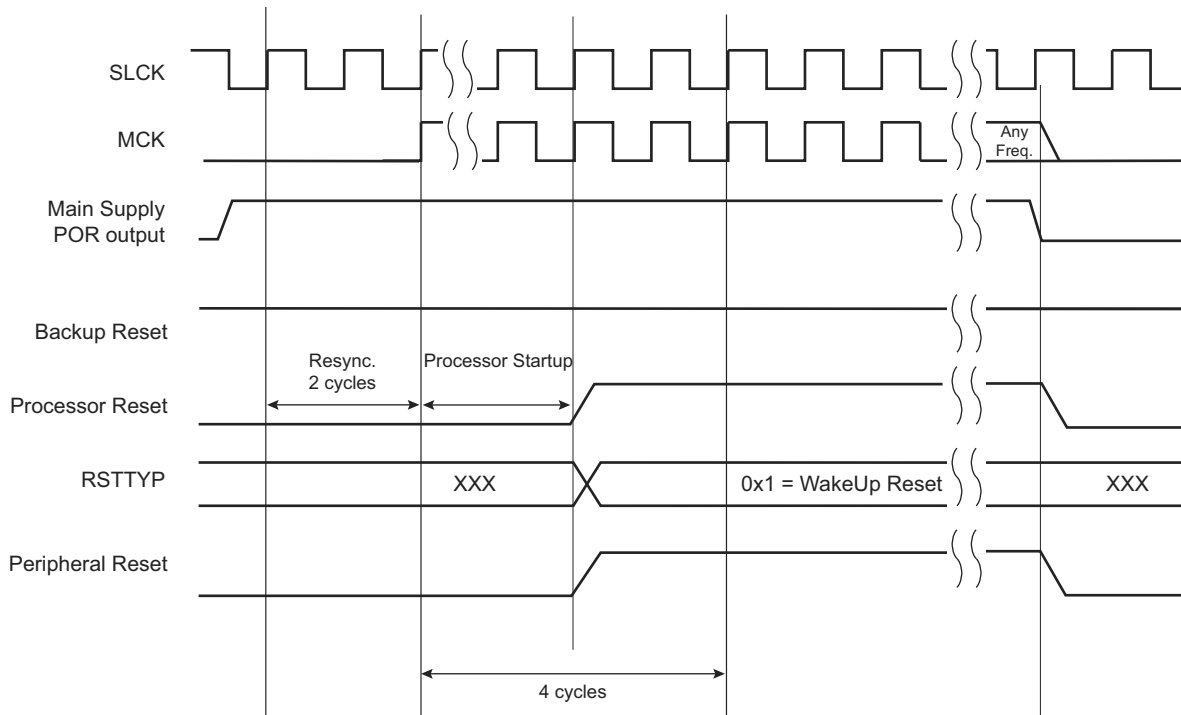 SLCK
MCK
Any
Freq.
Main Supply
POR output
Backup Reset
Resync.
2 cycles
Processor Startup
Processor Reset
RSTTYP
XXX
0x1 = WakeUp Reset
XXX
Peripheral Reset
4 cycles